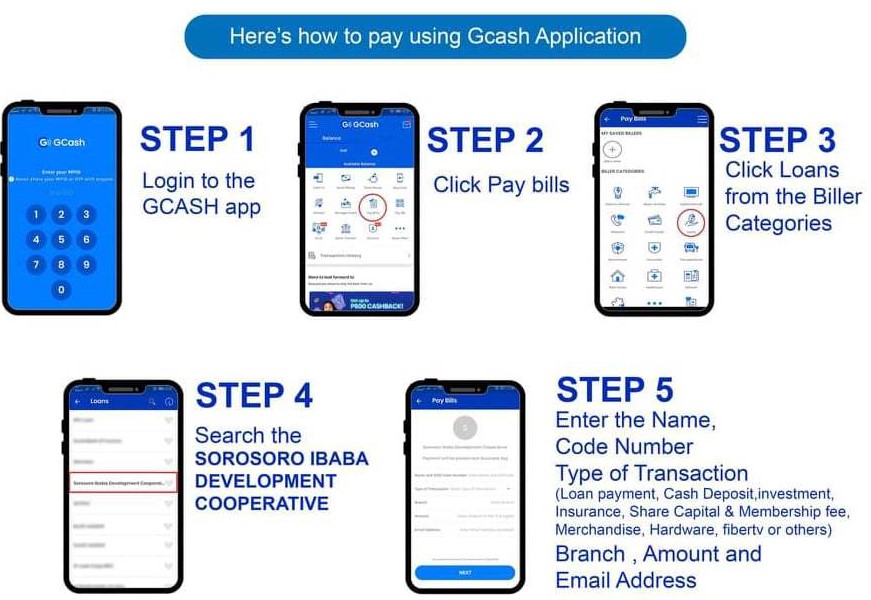 Here's how to pay using Gcash Application
GCash
Enter your MPIN
1 2 3
4 5 6
7 8 9
0
STEP 1
Login to the
GCASH app
GCash
Balance
Available Balance
P500 CASHBACK!
STEP 2
Click Pay bills
Pay Bills
MY SAVED BILLERS
BILLER CATEGORIES
STEP 3
Click Loans
from the Biller
Categories
Loans
Sorosoro Ibaba Development Cooperati...
STEP 4
Search the
SOROSORO IBABA
DEVELOPMENT
COOPERATIVE
Pay Bills
S
Sorosoro Ibaba Development Cooperative
NEXT
STEP 5
Enter the Name,
Code Number
Type of Transaction
(Loan payment, Cash Deposit,investment,
Insurance, Share Capital & Membership fee,
Merchandise, Hardware, fibertv or others)
Branch , Amount and
Email Address